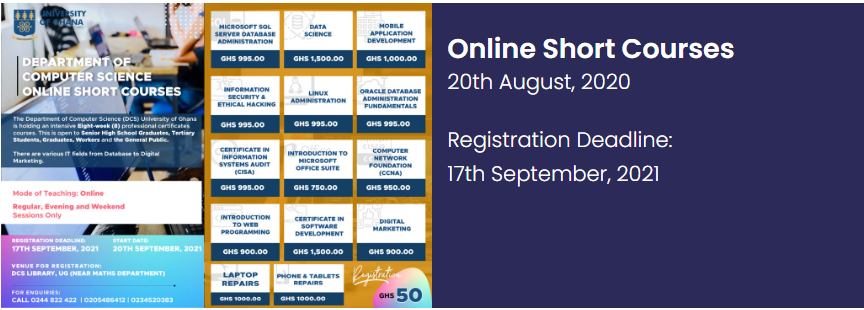 UNIVERSITY
OF GHANA
DEPARTMENT OF
COMPUTER SCIENCE
ONLINE SHORT COURSES
The Department of Computer Science (DCS) University of Ghana
is holding an intensive Eight-week (8) professional certificates
courses. This is open to Senior High School Graduates, Tertiary
Students, Graduates, Workers and the General Public.
There are various IT fields from Database to Digital
Marketing.
Mode of Teaching: Online
Regular, Evening and Weekend
Sessions Only
REGISTRATION DEADLINE: START DATE:
17TH SEPTEMBER, 2021 20TH SEPTEMBER, 2021
VENUE FOR REGISTRATION:
DCS LIBRARY, UG (NEAR MATHS DEPARTMENT)
FOR ENQUIRIES:
CALL 0244 822 422 | 0205486412 | 0234520383
MICROSOFT SQL
SERVER DATABASE
ADMINISTRATION
GHS 995.00
DATA
SCIENCE
GHS 1,500.00
MOBILE
APPLICATION
DEVELOPMENT
GHS 1,000.00
INFORMATION
SECURITY &
ETHICAL HACKING
GHS 995.00
LINUX
ADMINISTRATION
GHS 995.00
ORACLE DATABASE
ADMINISTRATION
FUNDAMENTALS
GHS 995.00
CERTIFICATE IN
INFORMATION
SYSTEMS AUDIT
(CISA)
GHS 995.00
INTRODUCTION TO
MICROSOFT
OFFICE SUITE
GHS 750.00
COMPUTER
NETWORK
FOUNDATION
(CCNA)
GHS 950.00
INTRODUCTION
TO WEB
PROGRAMMING
GHS 900.00
CERTIFICATE IN
SOFTWARE
DEVELOPMENT
GHS 1,500.00
DIGITAL
MARKETING
GHS 900.00
LAPTOP
REPAIRS
GHS 1000.00
PHONE & TABLETS
REPAIRS
GHS 1000.00
Registration
GHS 50
Online Short Courses
20th August, 2020
Registration Deadline:
17th September, 2021